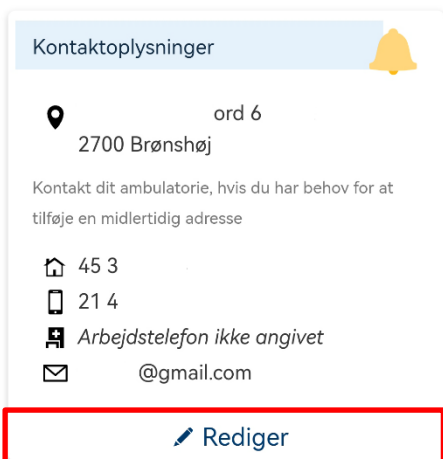 Kontaktoplysninger
ord 6
2700 Brønshøj
Kontakt dit ambulatorie, hvis du har behov for at
tilføje en midlertidig adresse
45 3
21 4
Arbejdstelefon ikke angivet
@gmail.com
Rediger